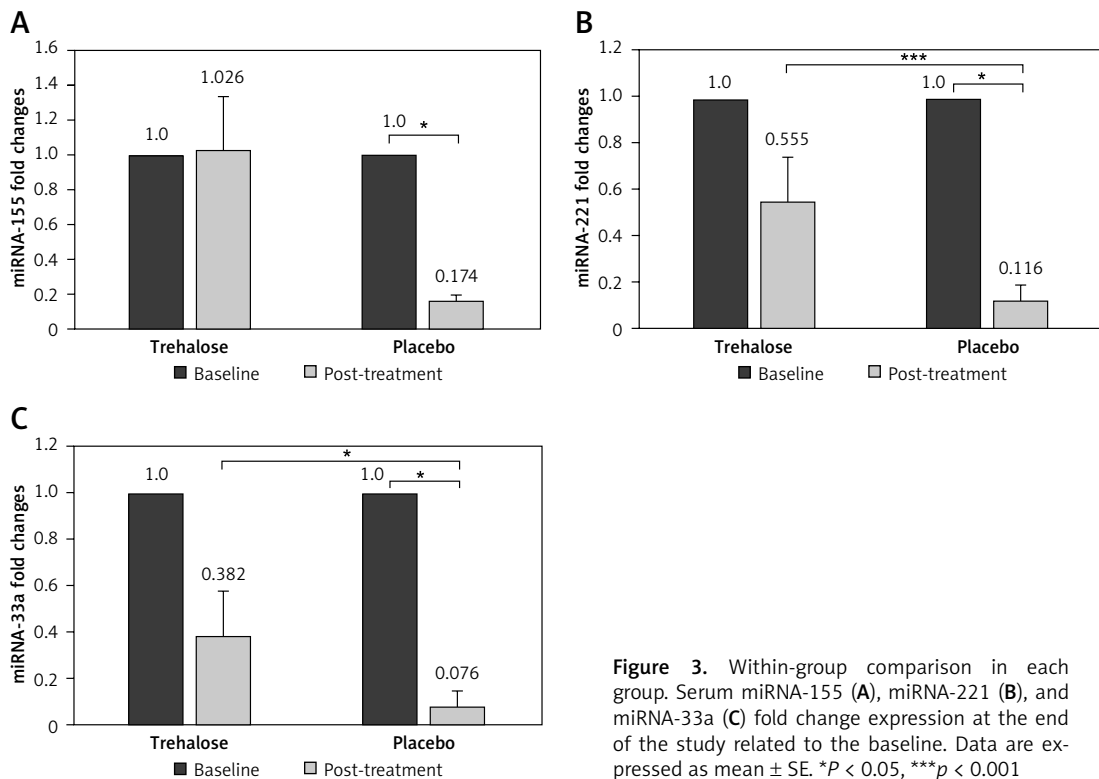 A
miRNA-155 fold changes
1.6
1.4
1.2
1.0
0.8
0.6
0.4
0.2
0
1.0
1.026
1.0
*
0.174
Trehalose Placebo
Baseline Post-treatment
B
miRNA-221 fold changes
1.2
1.0
0.8
0.6
0.4
0.2
0
***
1.0
0.555
1.0
*
0.116
Trehalose Placebo
Baseline Post-treatment
C
miRNA-33a fold changes
1.2
1.0
0.8
0.6
0.4
0.2
0
*
1.0
0.382
1.0
*
0.076
Trehalose Placebo
Baseline Post-treatment
Figure 3. Within-group comparison in each
group. Serum miRNA-155 (A), miRNA-221 (B), and
miRNA-33a (C) fold change expression at the end
of the study related to the baseline. Data are ex-
pressed as mean ± SE. *P < 0.05, ***p < 0.001